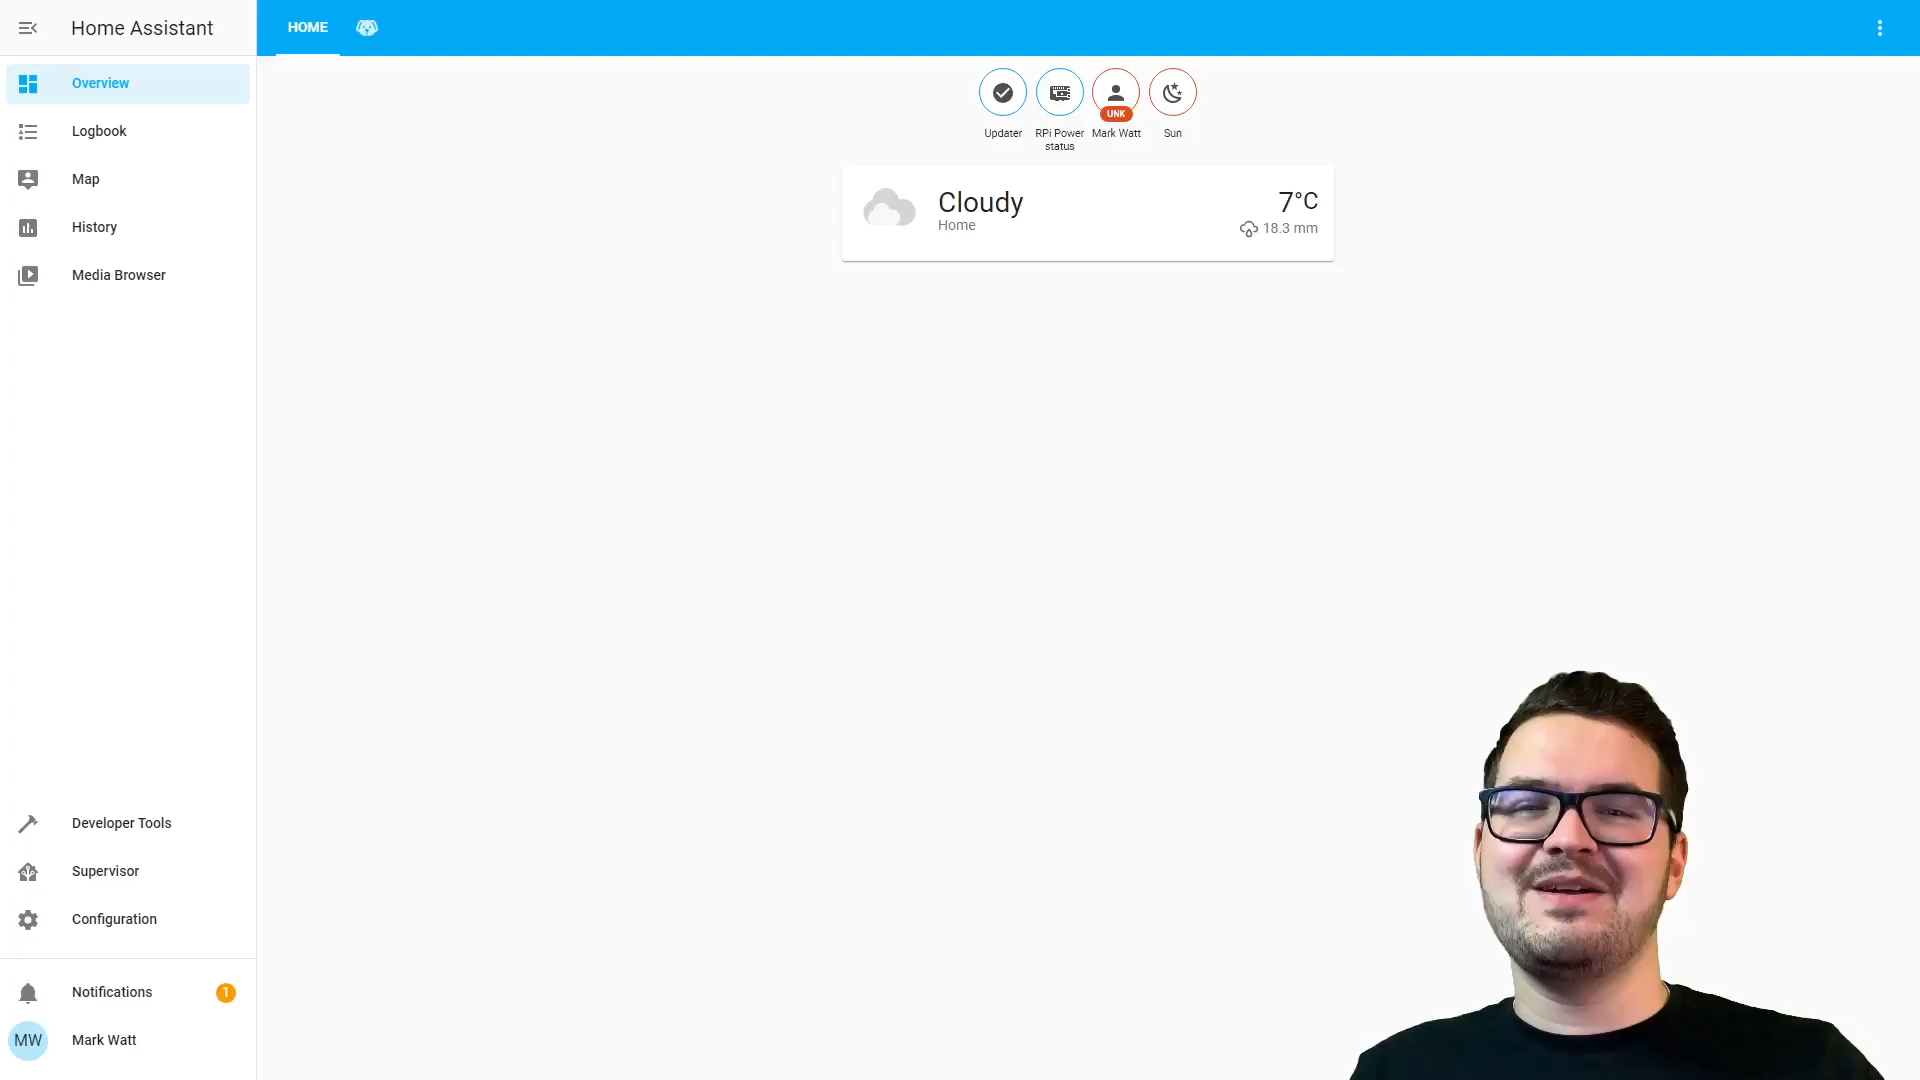 Home Assistant
HOME
Overview
Logbook
Map
History
Media Browser
UNK
Updater
RPi Power
status
Mark Watt
Sun
Cloudy
Home
7°C
18.3 mm
Developer Tools
Supervisor
Configuration
Notifications
1
MW
Mark Watt